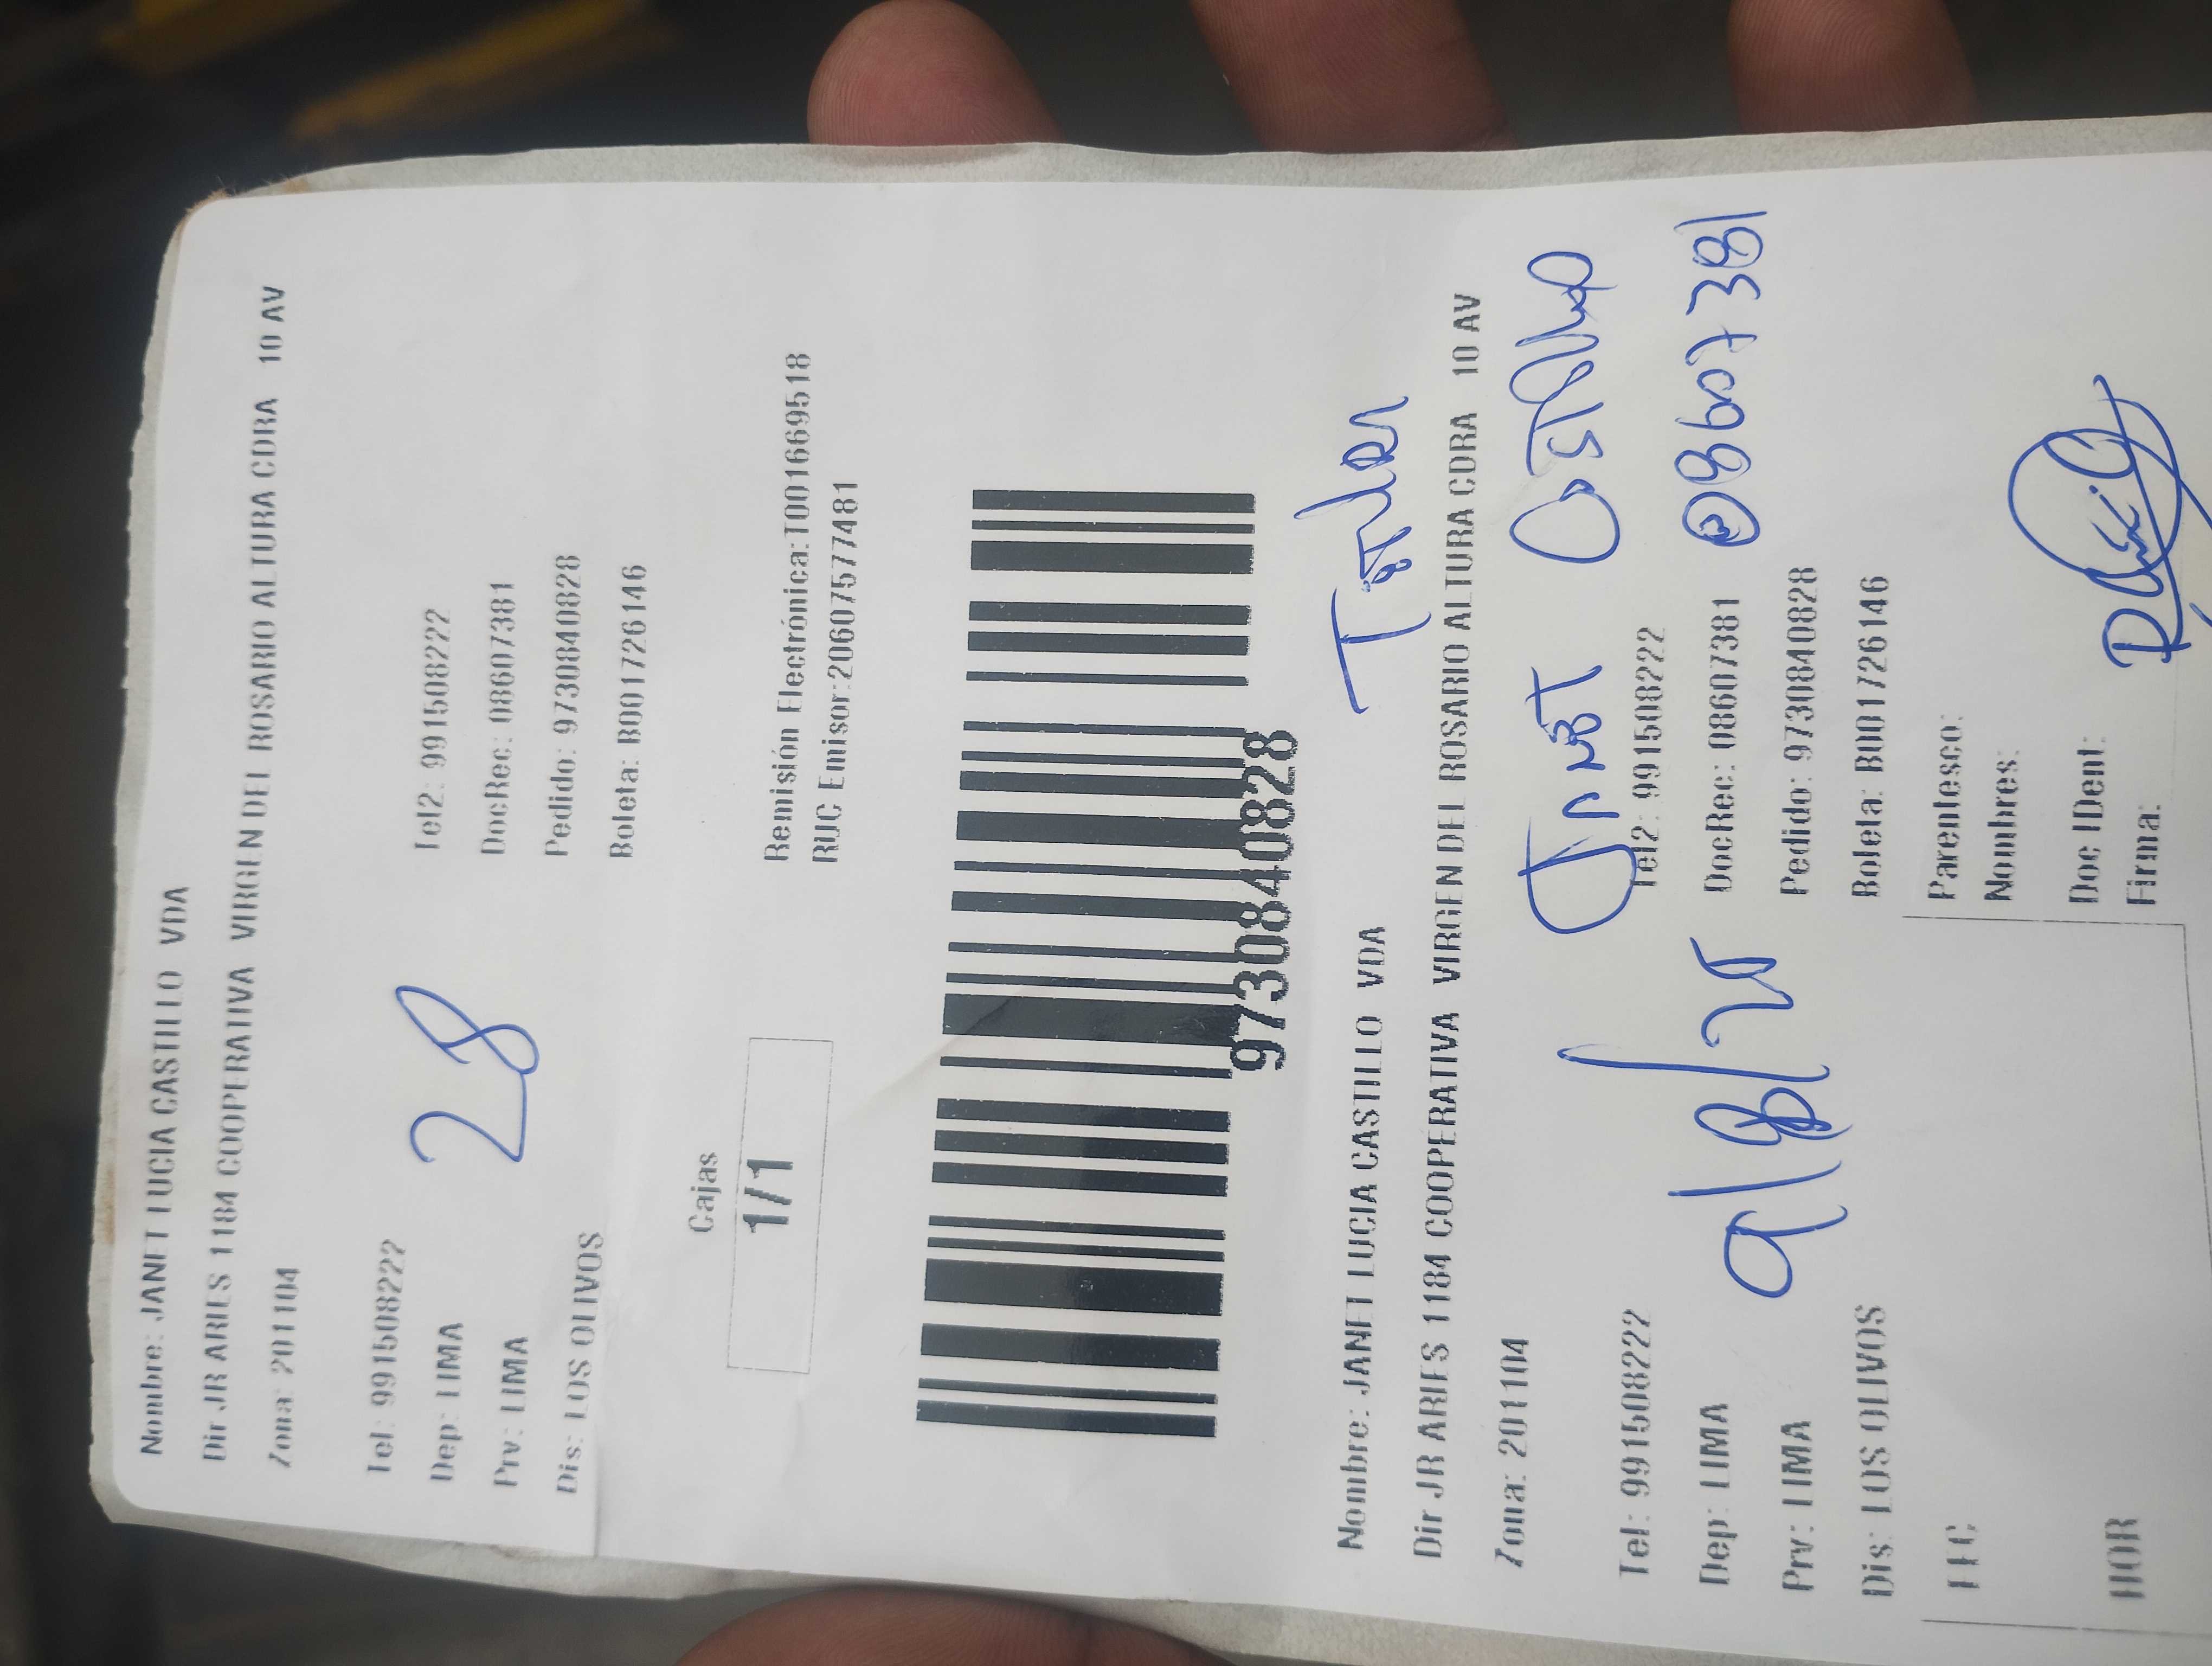 Nombre: JANET LUCIA CASTILLO VDA
Dir JR ARIES 1184 COOPERATIVA VIRGEN DEL ROSARIO ALTURA CDRA 10 AV
Zona: 201104
Tel: 991508222 Tel2: 991508222
Dep: LIMA 28 DocRec: 08607381
Prv: LIMA Pedido: 9730840828
Dis: LOS OLIVOS Boleta: B001726146
Cajas
1/1
Remisión Electrónica:T001669518
RUC Emisor:20607577481
9730840828
Nombre: JANET LUCIA CASTILLO VDA
Dir JR ARIES 1184 COOPERATIVA VIRGEN DEL ROSARIO ALTURA CDRA 10 AV
Zona: 201104
Tel: 991508222 Tel2: 991508222
Dep: LIMA DocRec: 08607381 08607381
9/8/25
Prv: LIMA Pedido: 9730840828
Dis: LOS OLIVOS Boleta: B001726146
FEC Parentesco:
Nombres:
HOR Doc IDent:
Firma: